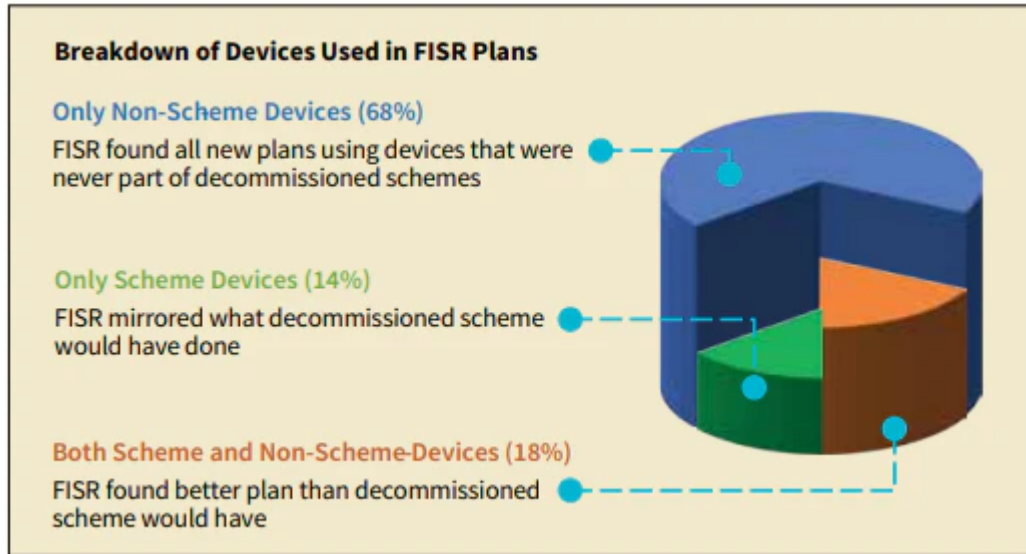 Breakdown of Devices Used in FISR Plans
Only Non-Scheme Devices (68%)
FISR found all new plans using devices that were
never part of decommissioned schemes
Only Scheme Devices (14%)
FISR mirrored what decommissioned scheme
would have done
Both Scheme and Non-Scheme-Devices (18%)
FISR found better plan than decommissioned
scheme would have